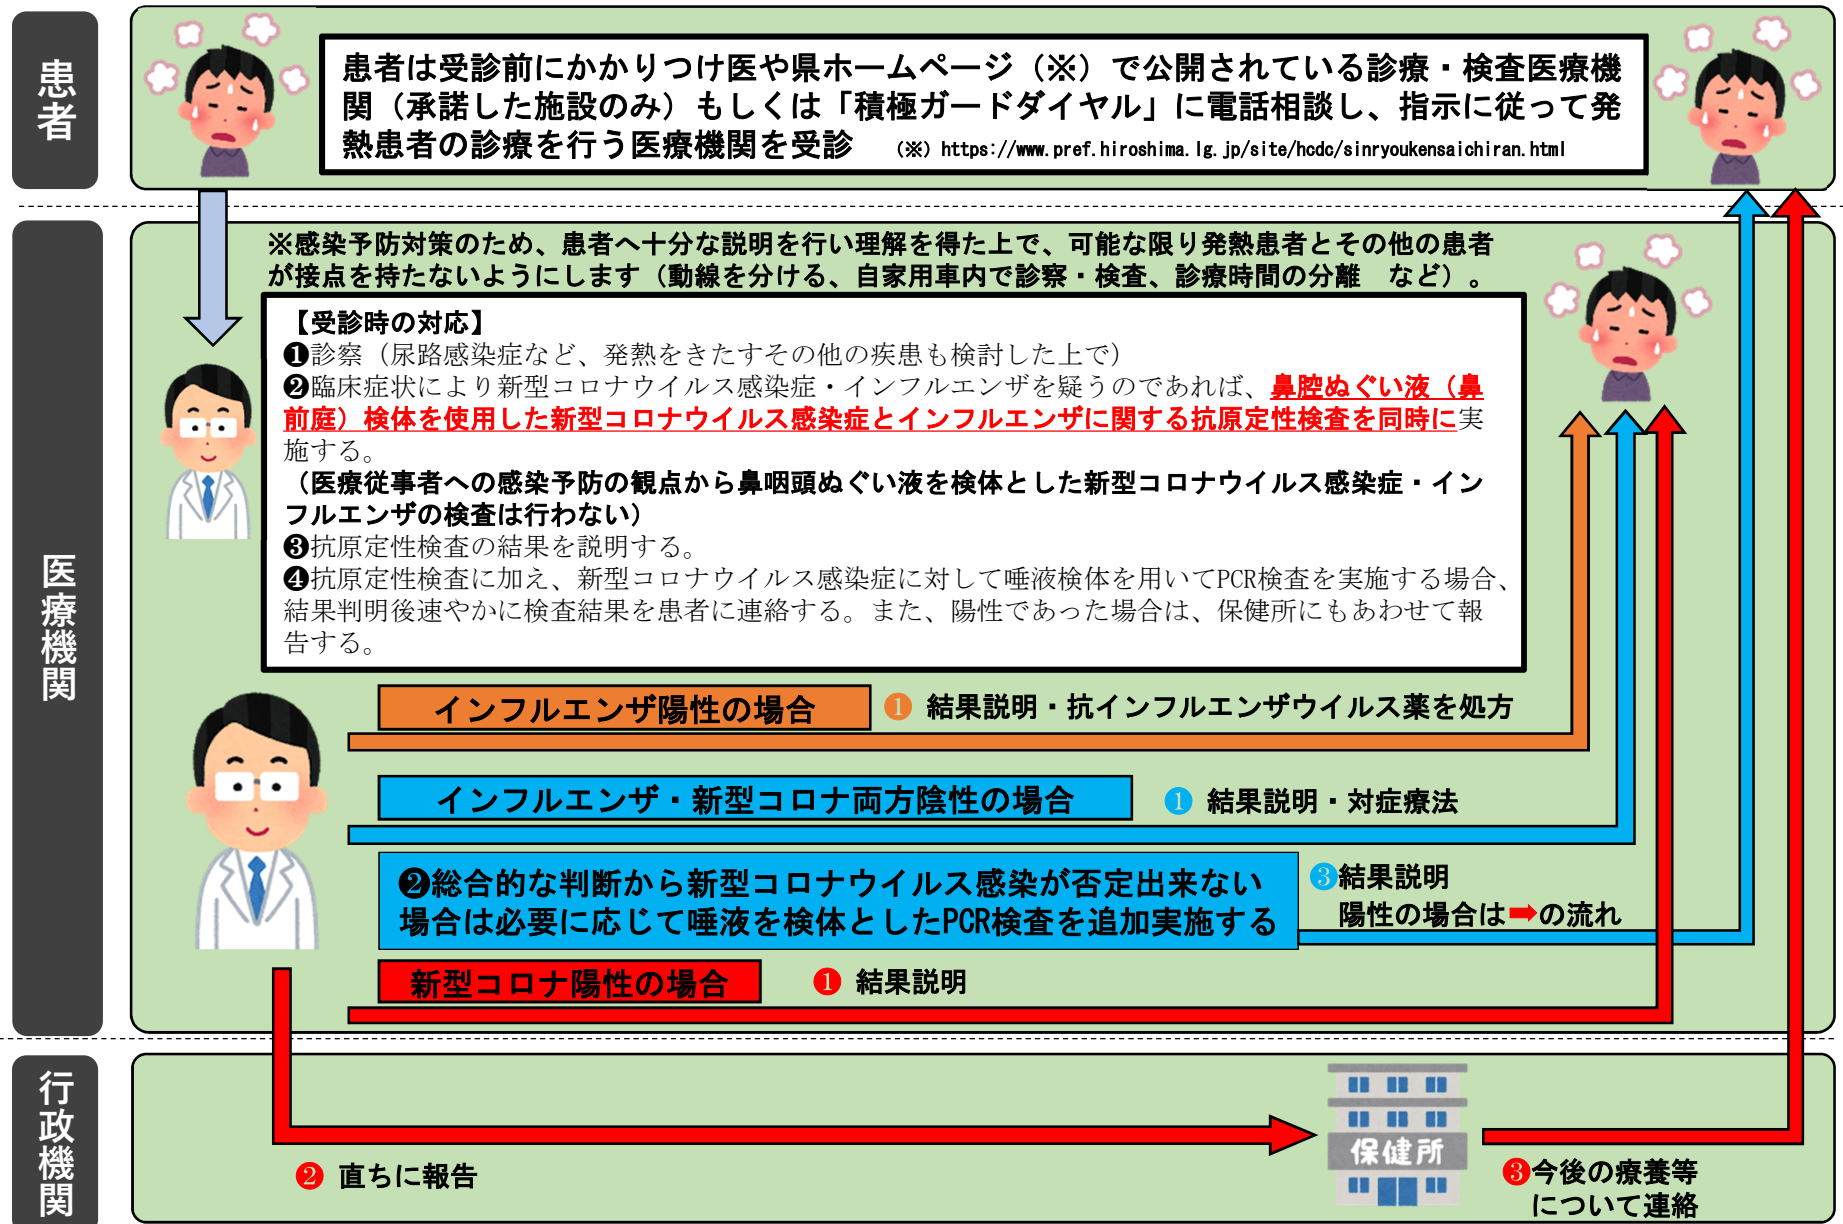 患者
患者は受診前にかかりつけ医や県ホームページ（※）で公開されている診療・検査医療機
関（承諾した施設のみ）もしくは「積極ガードダイヤル」に電話相談し、指示に従って発
熱患者の診療を行う医療機関を受診　（※）https://www.pref.hiroshima.lg.jp/site/hcdc/sinryoukensaichiran.html
医療機関
※感染予防対策のため、患者へ十分な説明を行い理解を得た上で、可能な限り発熱患者とその他の患者
が接点を持たないようにします（動線を分ける、自家用車内で診察・検査、診療時間の分離　など）。
【受診時の対応】
❶診察（尿路感染症など、発熱をきたすその他の疾患も検討した上で）
❷臨床症状により新型コロナウイルス感染症・インフルエンザを疑うのであれば、鼻腔ぬぐい液（鼻
前庭）検体を使用した新型コロナウイルス感染症とインフルエンザに関する抗原定性検査を同時に実
施する。
（医療従事者への感染予防の観点から鼻咽頭ぬぐい液を検体とした新型コロナウイルス感染症・イン
フルエンザの検査は行わない）
❸抗原定性検査の結果を説明する。
❹抗原定性検査に加え、新型コロナウイルス感染症に対して唾液検体を用いてPCR検査を実施する場合、
結果判明後速やかに検査結果を患者に連絡する。また、陽性であった場合は、保健所にもあわせて報
告する。
インフルエンザ陽性の場合　❶ 結果説明・抗インフルエンザウイルス薬を処方
インフルエンザ・新型コロナ両方陰性の場合　❶ 結果説明・対症療法
❷総合的な判断から新型コロナウイルス感染が否定出来ない
場合は必要に応じて唾液を検体としたPCR検査を追加実施する
❸結果説明
陽性の場合は➡の流れ
新型コロナ陽性の場合　❶ 結果説明
行政機関
保健所
❷ 直ちに報告
❸今後の療養等
について連絡